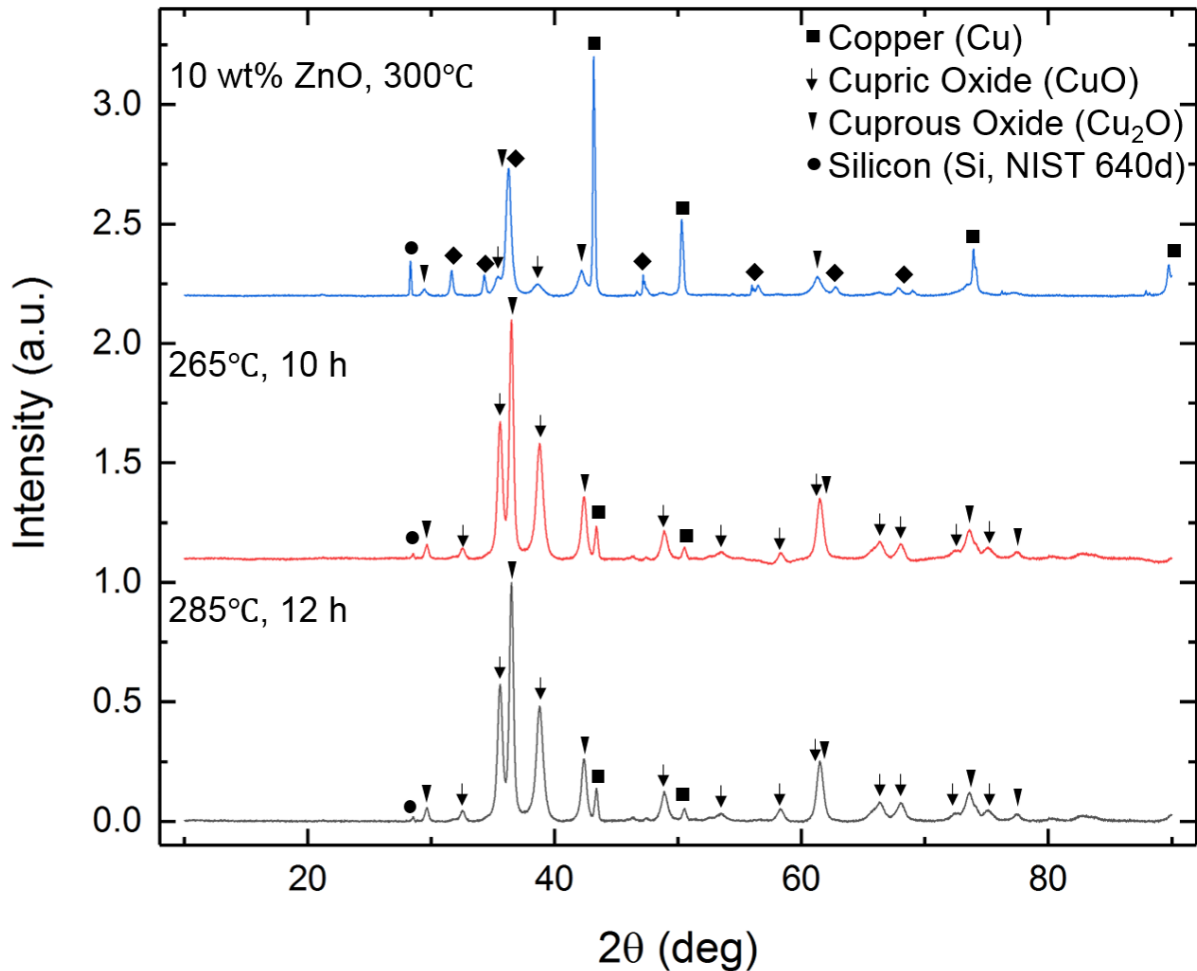 Copper (Cu)
Cupric Oxide (CuO)
Cuprous Oxide (Cu₂O)
Silicon (Si, NIST 640d)
10 wt% ZnO, 300℃
265℃, 10 h
285℃, 12 h
Intensity (a.u.)
3.0
2.5
2.0
1.5
1.0
0.5
0.0
20
40
60
80
2θ (deg)